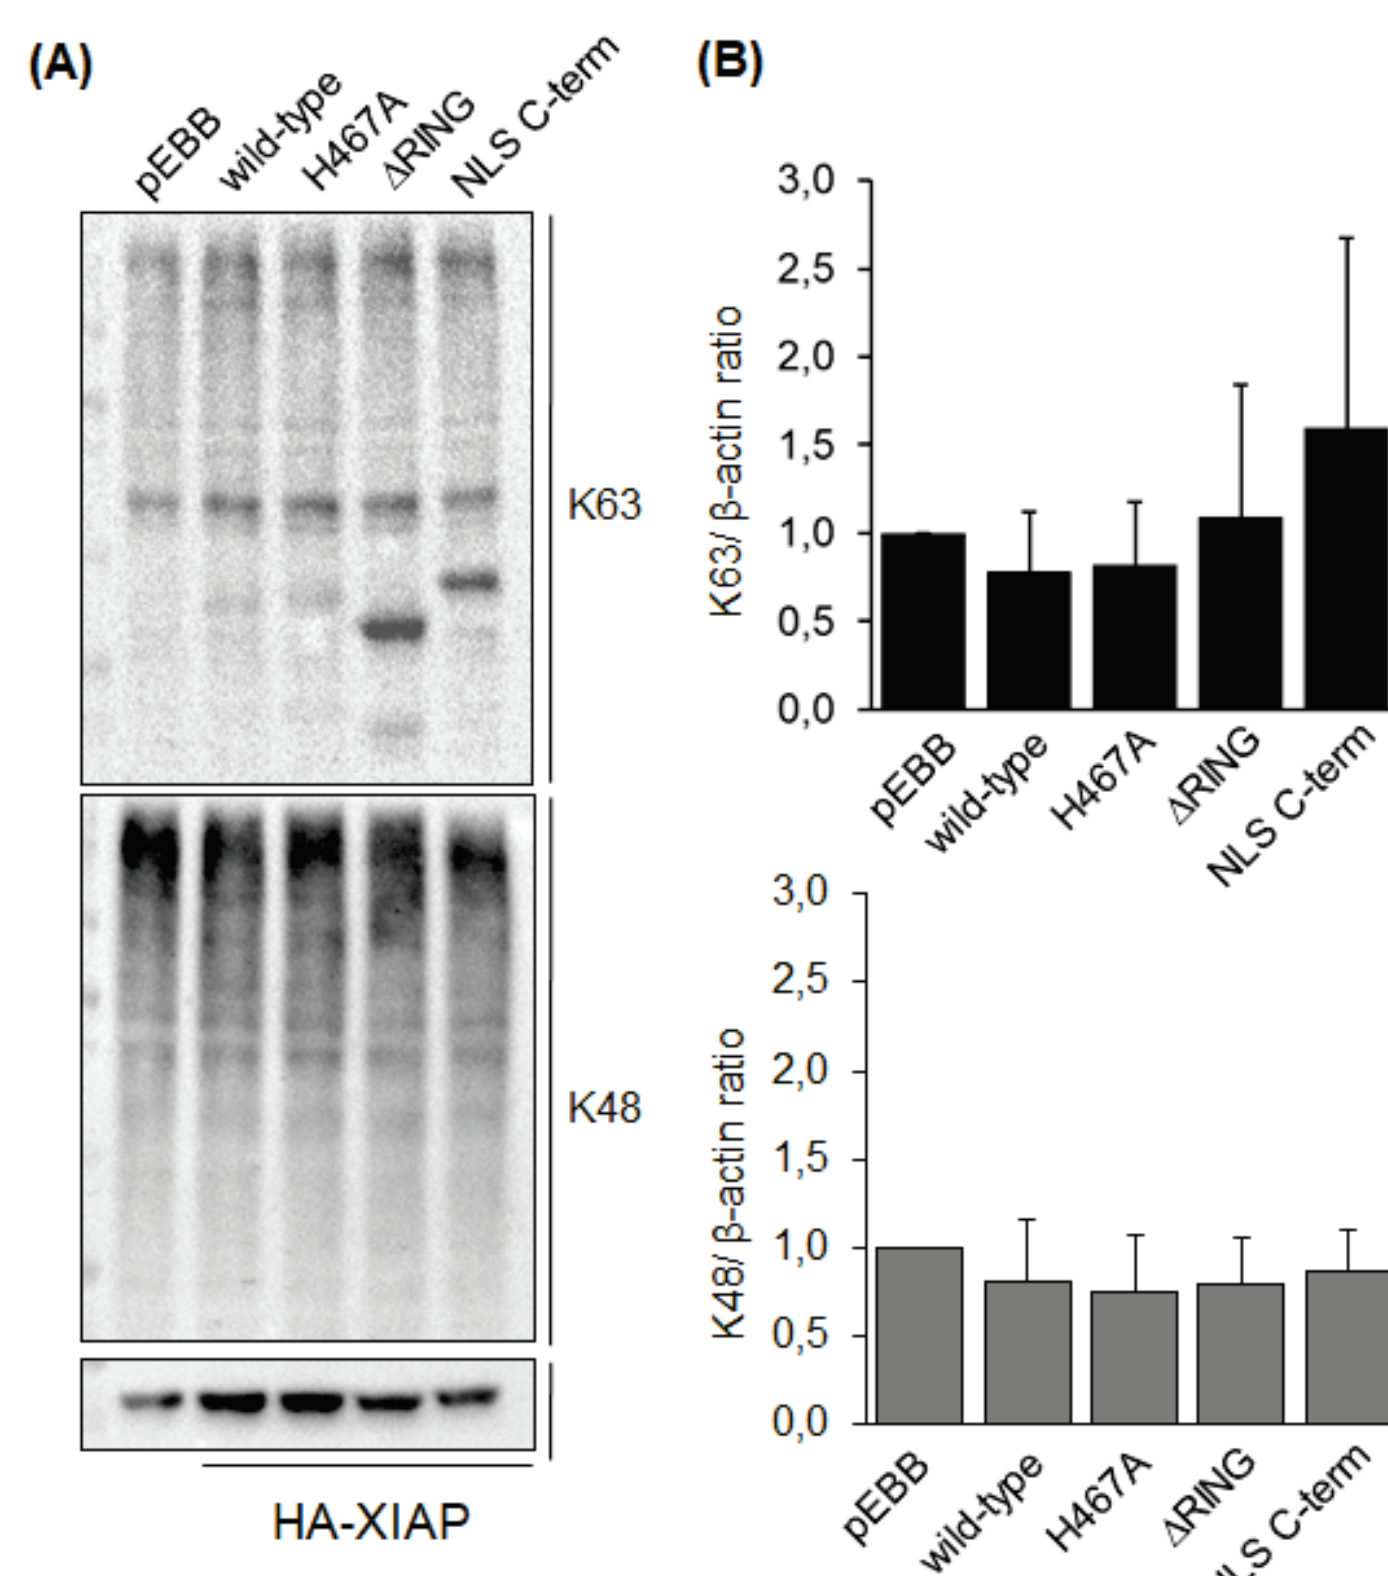 (A)
pEBB
wild-type
H467A
ΔRING
NLS C-term
K63
K48
HA-XIAP
(B)
K63/ β-actin ratio
3,0
2,5
2,0
1,5
1,0
0,5
0,0
pEBB
wild-type
H467A
ΔRING
NLS C-term
K48/ β-actin ratio
3,0
2,5
2,0
1,5
1,0
0,5
0,0
pEBB
wild-type
H467A
ΔRING
NLS C-term